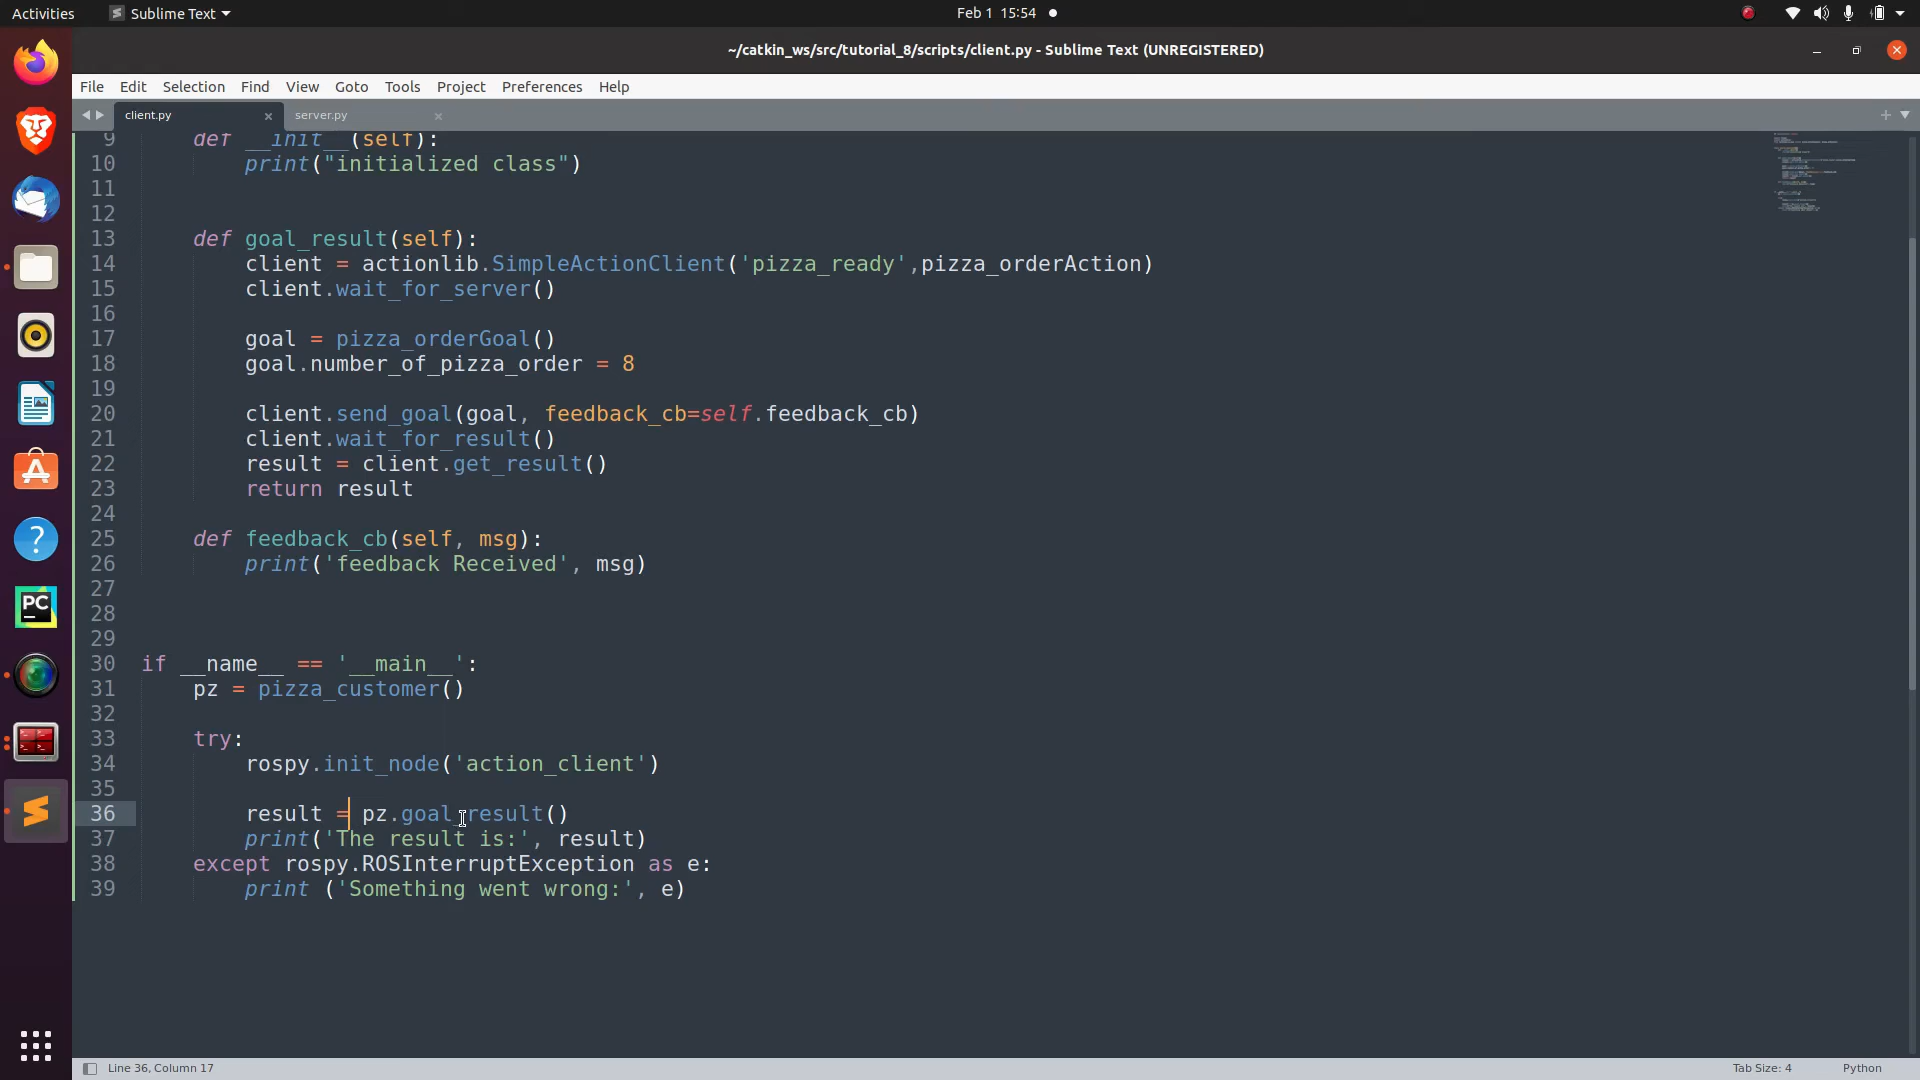 Activities
Sublime Text
Feb 1 15:54
~/catkin_ws/src/tutorial_8/scripts/client.py - Sublime Text (UNREGISTERED)
File Edit Selection Find View Goto Tools Project Preferences Help
client.py
server.py
9 def __init__(self):
10 print("initialized class")
11
12
13 def goal_result(self):
14 client = actionlib.SimpleActionClient('pizza_ready',pizza_orderAction)
15 client.wait_for_server()
16
17 goal = pizza_orderGoal()
18 goal.number_of_pizza_order = 8
19
20 client.send_goal(goal, feedback_cb=self.feedback_cb)
21 client.wait_for_result()
22 result = client.get_result()
23 return result
24
25 def feedback_cb(self, msg):
26 print('feedback Received', msg)
27
28
29
30 if __name__ == '__main__':
31 pz = pizza_customer()
32
33 try:
34 rospy.init_node('action_client')
35
36 result = pz.goal_result()
37 print('The result is:', result)
38 except rospy.ROSInterruptException as e:
39 print ('Something went wrong:', e)
PC
Line 36, Column 17
Tab Size: 4
Python